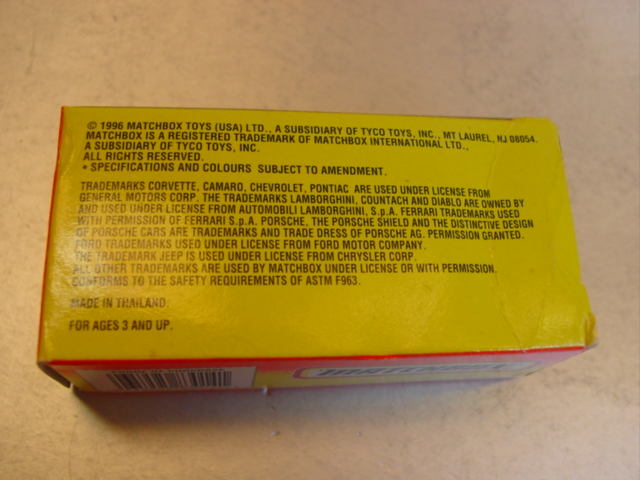 © 1996 MATCHBOX TOYS (USA) LTD., A SUBSIDIARY OF TYCO TOYS, INC., MT LAUREL, NJ 08054.
MATCHBOX IS A REGISTERED TRADEMARK OF MATCHBOX INTERNATIONAL LTD.,
A SUBSIDIARY OF TYCO TOYS, INC.
ALL RIGHTS RESERVED.
* SPECIFICATIONS AND COLOURS SUBJECT TO AMENDMENT.
TRADEMARKS CORVETTE, CAMARO, CHEVROLET, PONTIAC ARE USED UNDER LICENSE FROM
GENERAL MOTORS CORP. THE TRADEMARKS LAMBORGHINI, COUNTACH AND DIABLO ARE OWNED BY
AND USED UNDER LICENSE FROM AUTOMOBILI LAMBORGHINI, S.p.A. FERRARI TRADEMARKS USED
WITH PERMISSION OF FERRARI S.p.A. PORSCHE, THE PORSCHE SHIELD AND THE DISTINCTIVE DESIGN
OF PORSCHE CARS ARE TRADEMARKS AND TRADE DRESS OF PORSCHE AG. PERMISSION GRANTED.
FORD TRADEMARKS USED UNDER LICENSE FROM FORD MOTOR COMPANY.
THE TRADEMARK JEEP IS USED UNDER LICENSE FROM CHRYSLER CORP.
ALL OTHER TRADEMARKS ARE USED BY MATCHBOX UNDER LICENSE OR WITH PERMISSION.
CONFORMS TO THE SAFETY REQUIREMENTS OF ASTM F963.
MADE IN THAILAND.
FOR AGES 3 AND UP.
MATCHBOX